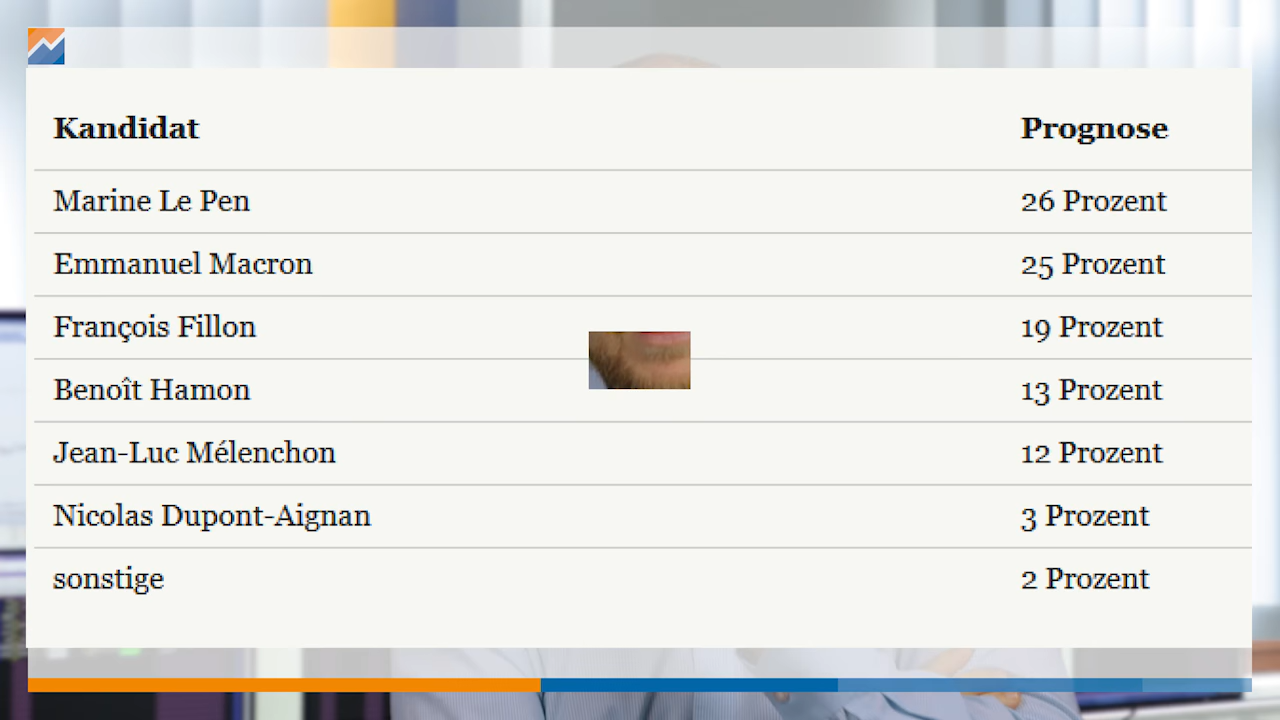 Kandidat Prognose
Marine Le Pen 26 Prozent
Emmanuel Macron 25 Prozent
François Fillon 19 Prozent
Benoît Hamon 13 Prozent
Jean-Luc Mélenchon 12 Prozent
Nicolas Dupont-Aignan 3 Prozent
sonstige 2 Prozent